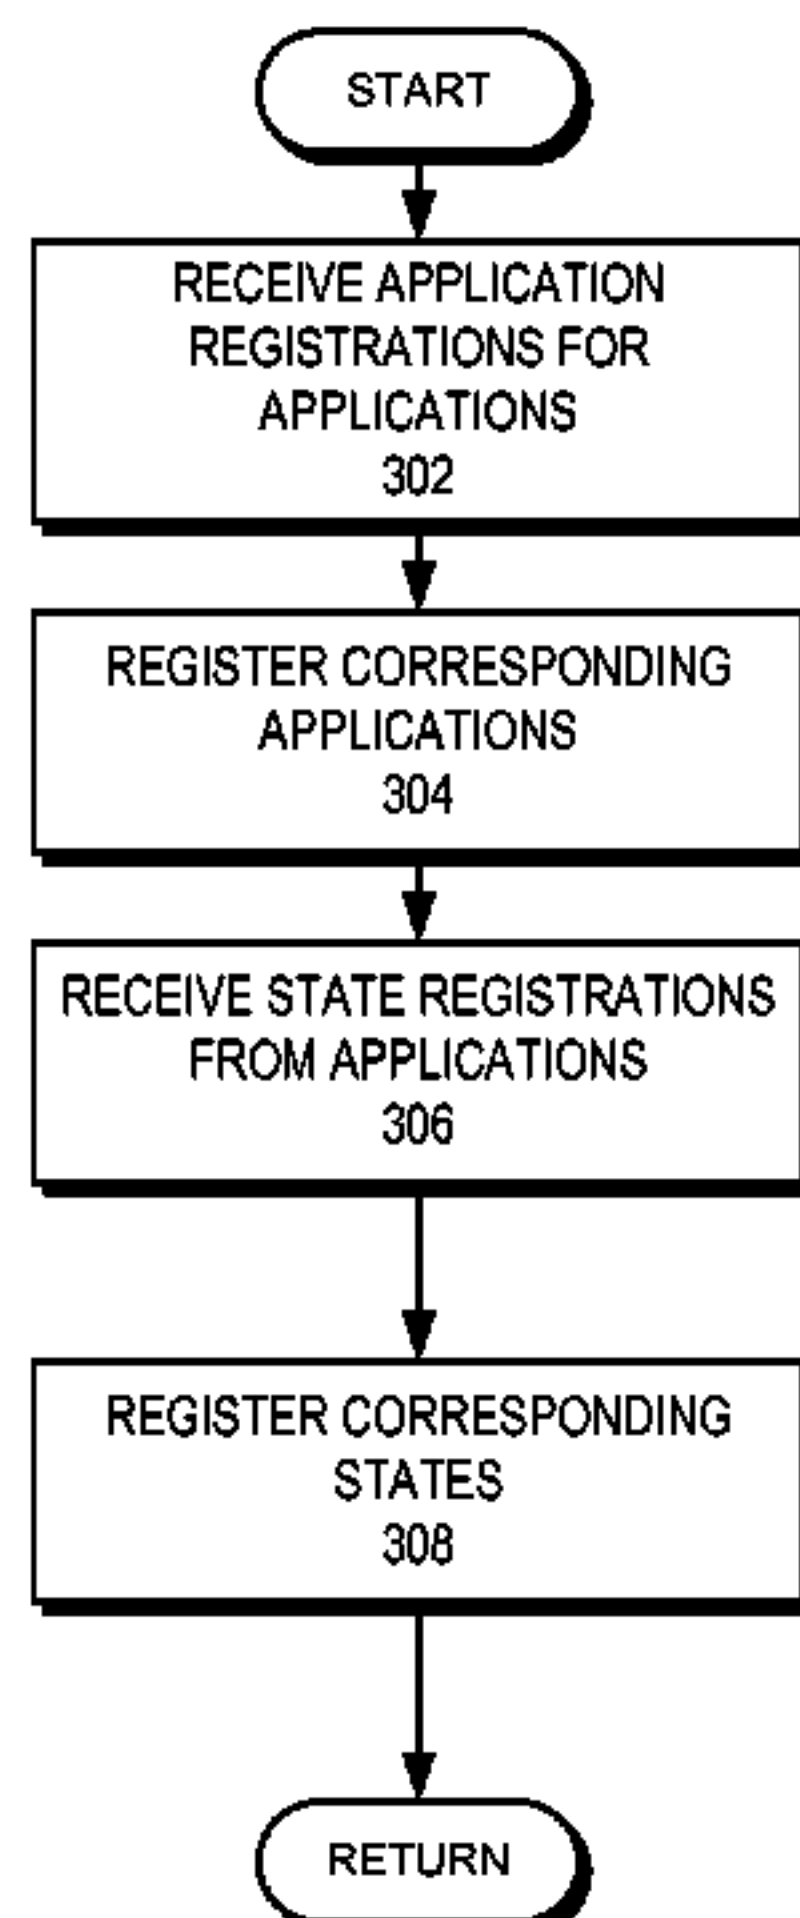 START
RECEIVE APPLICATION
REGISTRATIONS FOR
APPLICATIONS
302
REGISTER CORRESPONDING
APPLICATIONS
304
RECEIVE STATE REGISTRATIONS
FROM APPLICATIONS
306
REGISTER CORRESPONDING
STATES
308
RETURN